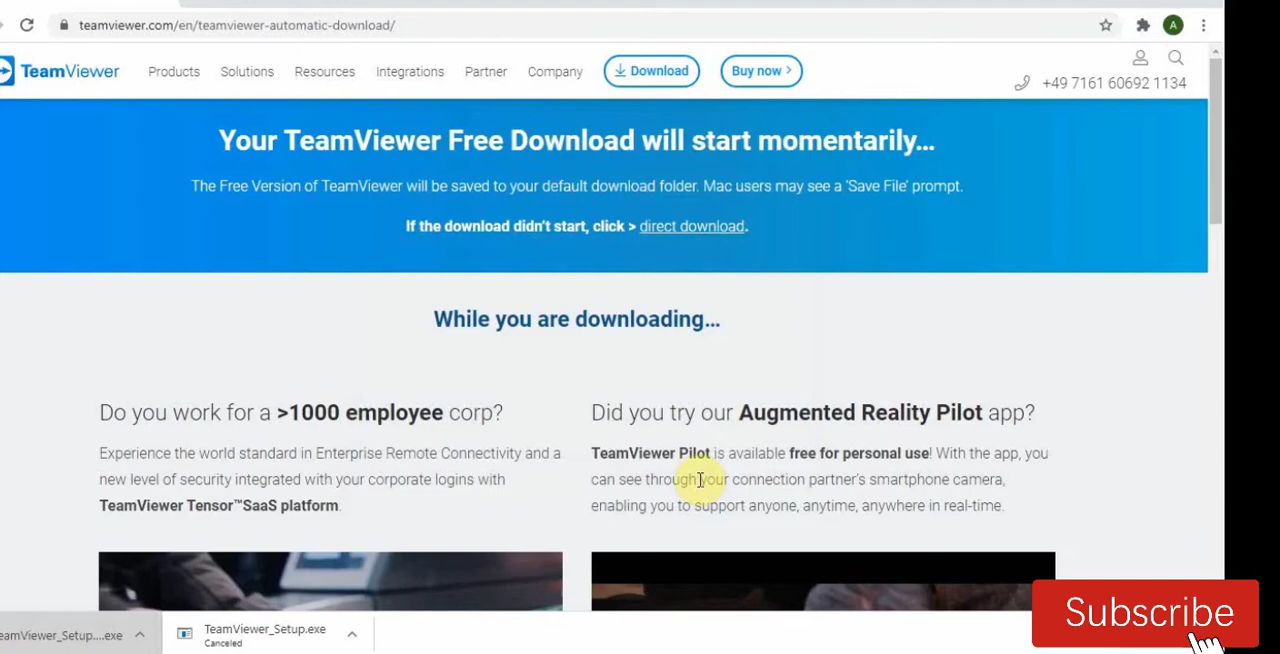 teamviewer.com/en/teamviewer-automatic-download/
A
TeamViewer
Products
Solutions
Resources
Integrations
Partner
Company
Download
Buy now >
+49 7161 60692 1134
Your TeamViewer Free Download will start momentarily...
The Free Version of TeamViewer will be saved to your default download folder. Mac users may see a 'Save File' prompt.
If the download didn't start, click > direct download.
While you are downloading...
Do you work for a >1000 employee corp?
Experience the world standard in Enterprise Remote Connectivity and a
new level of security integrated with your corporate logins with
TeamViewer Tensor™SaaS platform.
Did you try our Augmented Reality Pilot app?
TeamViewer Pilot is available free for personal use! With the app, you
can see through your connection partner's smartphone camera,
enabling you to support anyone, anytime, anywhere in real-time.
eamViewer_Setup....exe
TeamViewer_Setup.exe
Canceled
Subscribe